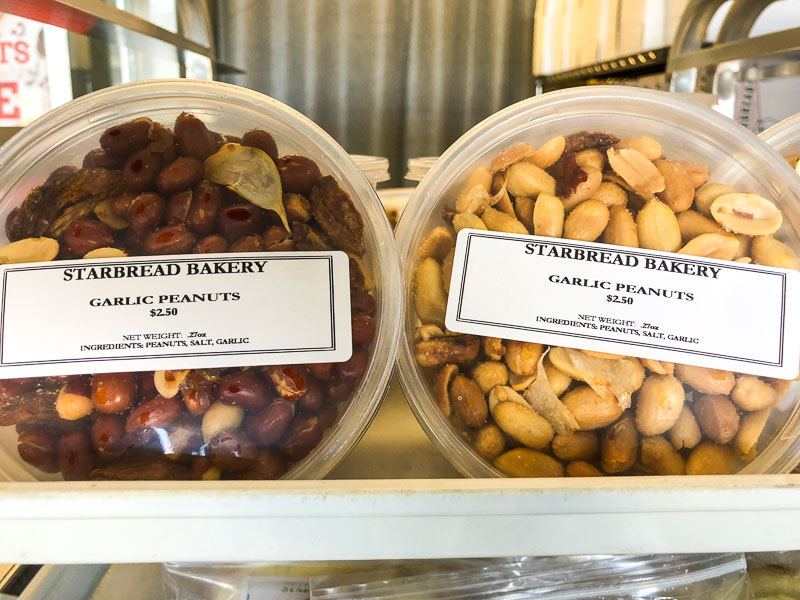 TS
E
STARBREAD BAKERY
GARLIC PEANUTS
$2.50
NET WEIGHT: .27oz
INGREDIENTS: PEANUTS, SALT, GARLIC
STARBREAD BAKERY
GARLIC PEANUTS
$2.50
NET WEIGHT: .27oz
INGREDIENTS: PEANUTS, SALT, GARLIC